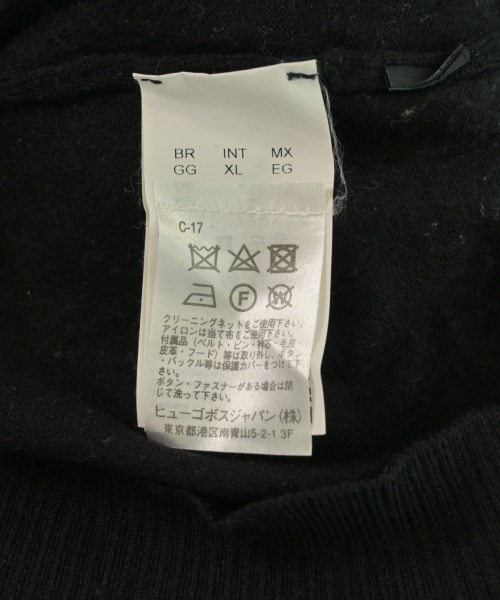 BR INT MX
GG XL EG
C-17
F W
クリーニングネットをご使用下さい。
アイロンは当て布をご使用下さい。
付属品（ベルト・ピン・衿芯・毛皮・
皮革・フード）等は取り外し、ボタン
・バックル等は保護カバーをつけて下
さい。
ボタン・ファスナーがある場合は閉
じて洗って下さい。
ヒューゴボスジャパン（株）
東京都港区南青山5-2-1 3F